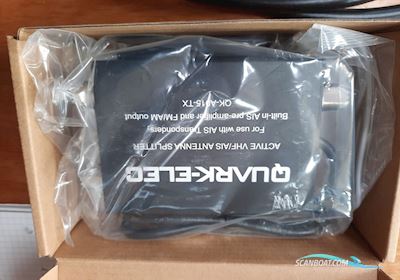 QUARK-ELEC
ACTIVE VHF/AIS ANTENNA SPLITTER
For use with AIS Transponders
Built-in AIS pre-amplifier and FM/AM output
QK-A015-TX
SCANBOAT.COM